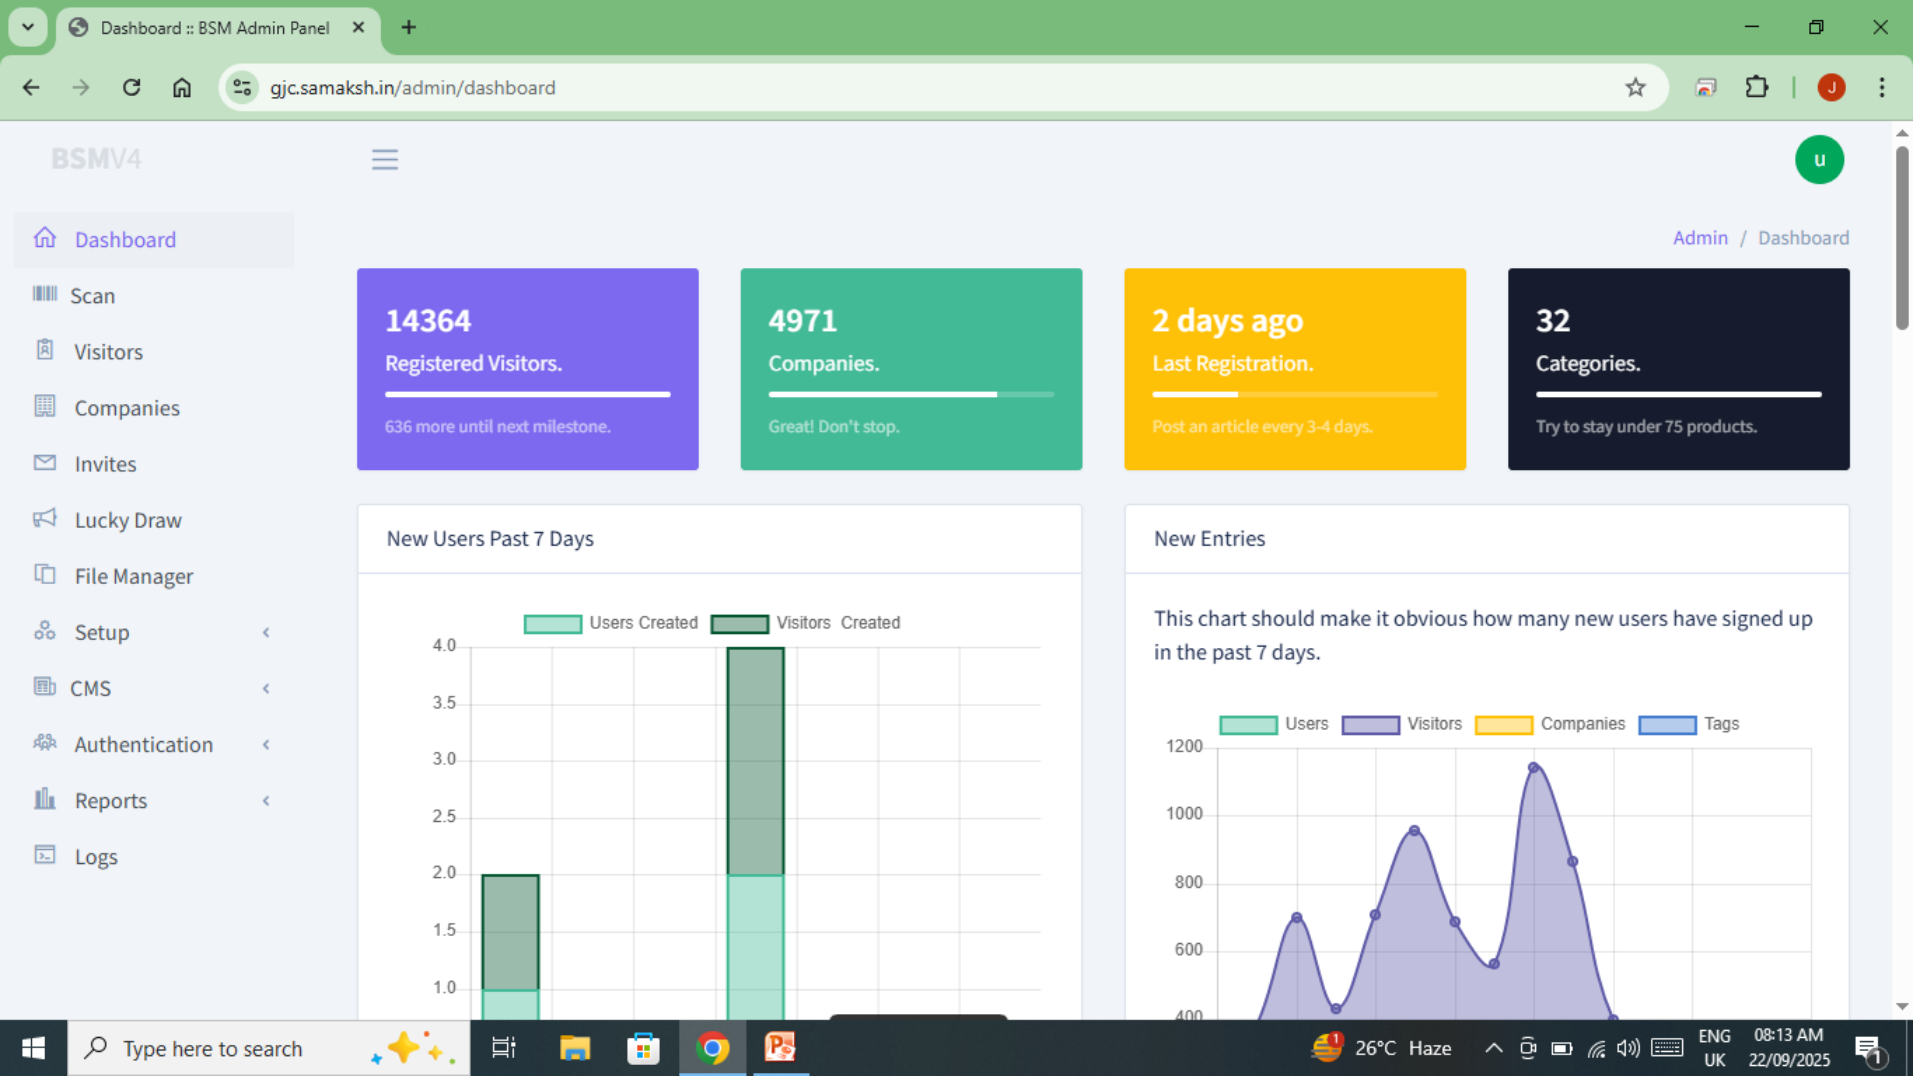 Dashboard :: BSM Admin Panel
gjc.samaksh.in/admin/dashboard
J
BSMV4
u
Dashboard
Scan
Visitors
Companies
Invites
Lucky Draw
File Manager
Setup
CMS
Authentication
Reports
Logs
Admin / Dashboard
14364
Registered Visitors.
636 more until next milestone.
4971
Companies.
Great! Don't stop.
2 days ago
Last Registration.
Post an article every 3-4 days.
32
Categories.
Try to stay under 75 products.
New Users Past 7 Days
Users Created Visitors Created
4.0
3.5
3.0
2.5
2.0
1.5
1.0
New Entries
This chart should make it obvious how many new users have signed up
in the past 7 days.
Users Visitors Companies Tags
1200
1000
800
600
400
Type here to search
P
1
26°C Haze
ENG
UK
08:13 AM
22/09/2025
1